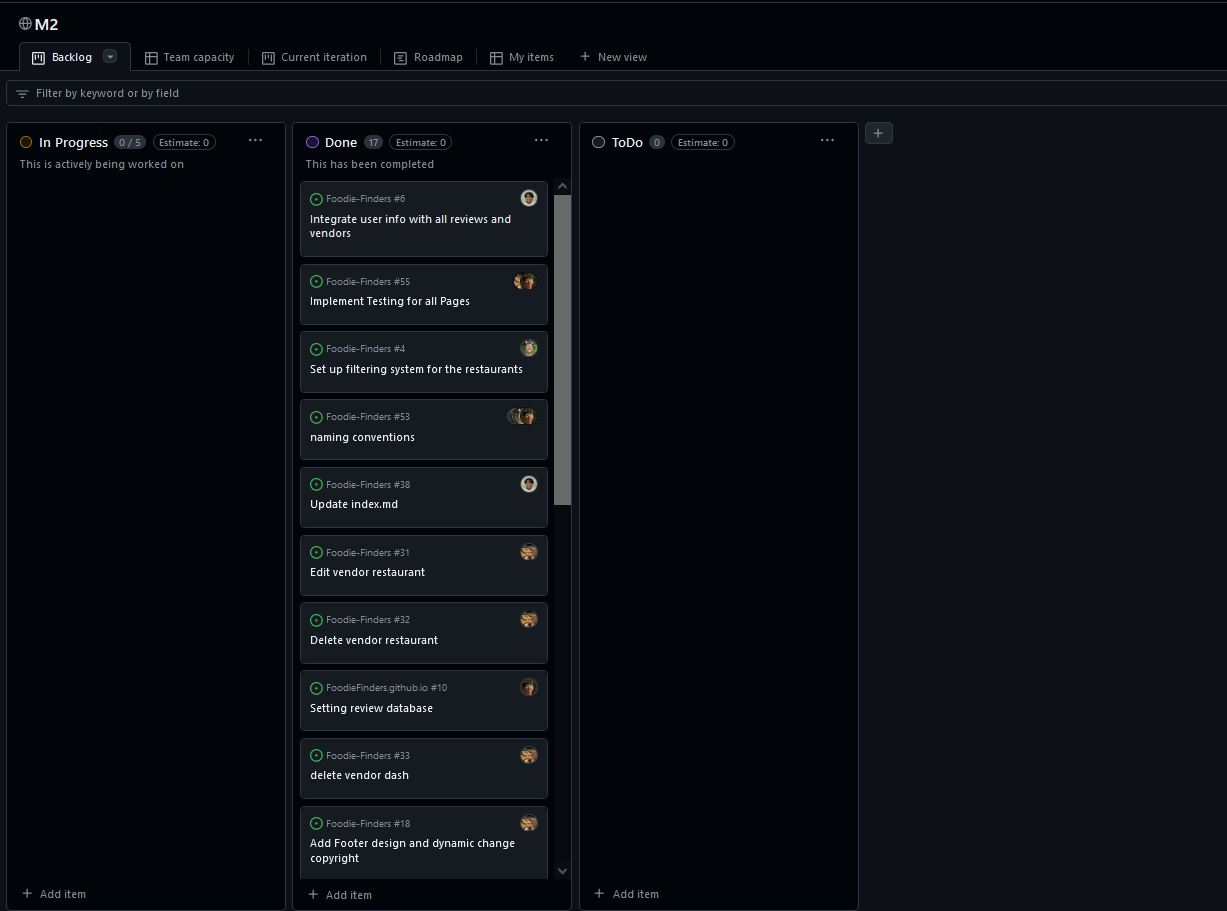 M2
Backlog
Team capacity
Current iteration
Roadmap
My items
New view
Filter by keyword or by field
In Progress 0 / 5 Estimate: 0
This is actively being worked on
Add item
Done 17 Estimate: 0
This has been completed
Foodie-Finders #6
Integrate user info with all reviews and
vendors
Foodie-Finders #55
Implement Testing for all Pages
Foodie-Finders #4
Set up filtering system for the restaurants
Foodie-Finders #53
naming conventions
Foodie-Finders #38
Update index.md
Foodie-Finders #31
Edit vendor restaurant
Foodie-Finders #32
Delete vendor restaurant
FoodieFinders.github.io #10
Setting review database
Foodie-Finders #33
delete vendor dash
Foodie-Finders #18
Add Footer design and dynamic change
copyright
Add item
ToDo 0 Estimate: 0
Add item